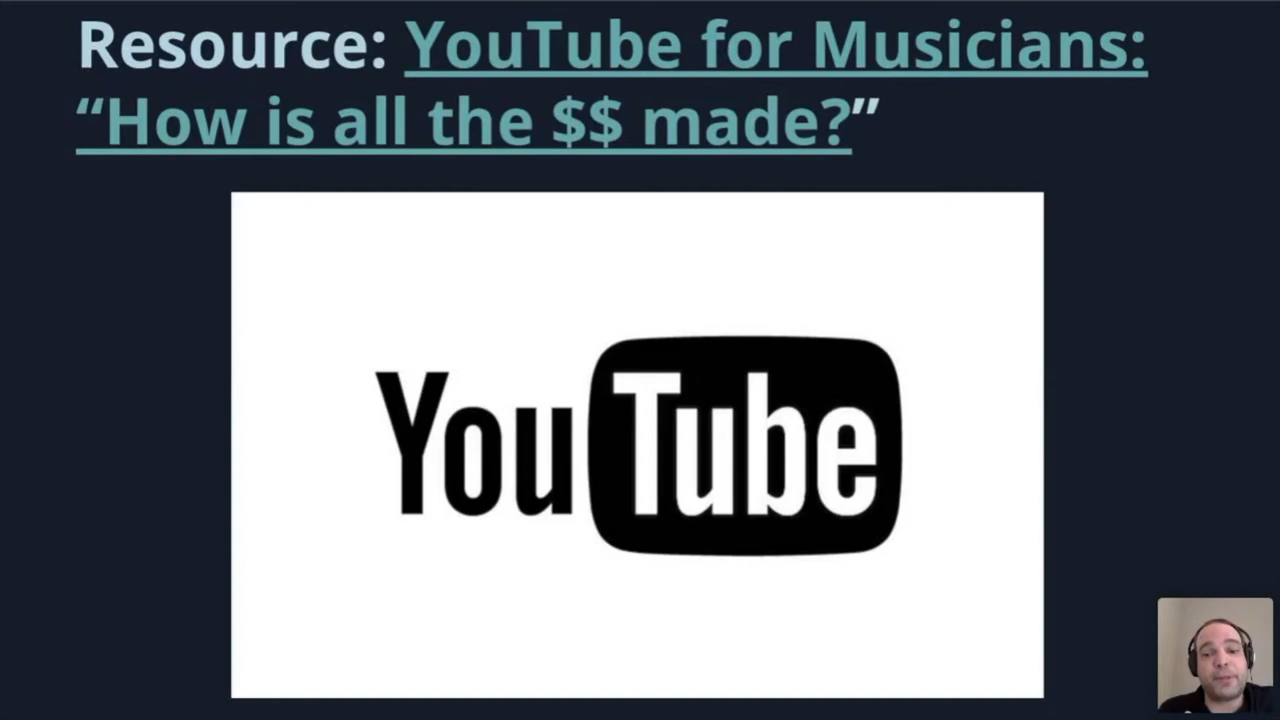 Resource: YouTube for Musicians:
“How is all the $$ made?”
YouTube